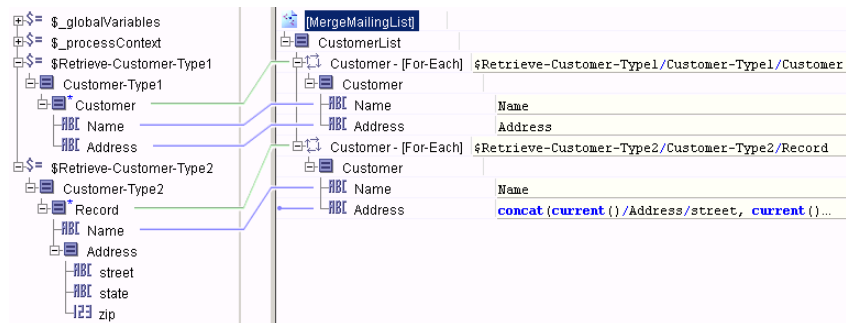 $_globalVariables
$_processContext
$Retrieve-Customer-Type1
Customer-Type1
Customer
Name
Address
$Retrieve-Customer-Type2
Customer-Type2
Record
Name
Address
street
state
zip
[MergeMailingList]
CustomerList
Customer - [For-Each] $Retrieve-Customer-Type1/Customer-Type1/Customer
Customer
Name Name
Address Address
Customer - [For-Each] $Retrieve-Customer-Type2/Customer-Type2/Record
Customer
Name Name
Address concat(current()/Address/street, current()...